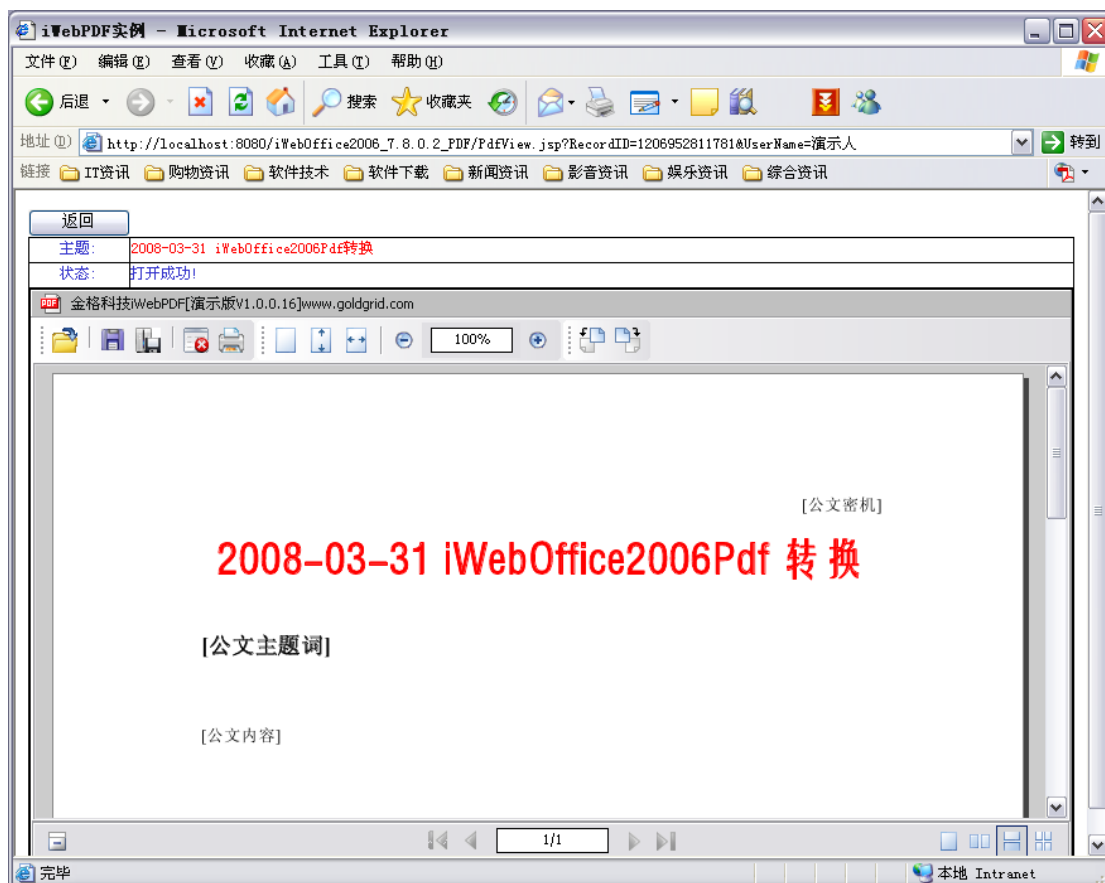 iWebPDF实例 - Microsoft Internet Explorer
文件(F) 编辑(E) 查看(V) 收藏(A) 工具(T) 帮助(H)
后退 搜索 收藏夹
地址(D) http://localhost:8080/iWebOffice2006_7.8.0.2_PDF/PdfView.jsp?RecordID=1206952811781&UserName=演示人 转到
链接 IT资讯 购物资讯 软件技术 软件下载 新闻资讯 影音资讯 娱乐资讯 综合资讯
返回
主题: 2008-03-31 iWebOffice2006Pdf转换
状态: 打开成功!
金格科技iWebPDF[演示版V1.0.0.16]www.goldgrid.com
100%
[公文密机]
2008-03-31 iWebOffice2006Pdf 转 换
[公文主题词]
[公文内容]
1/1
完毕 本地 Intranet